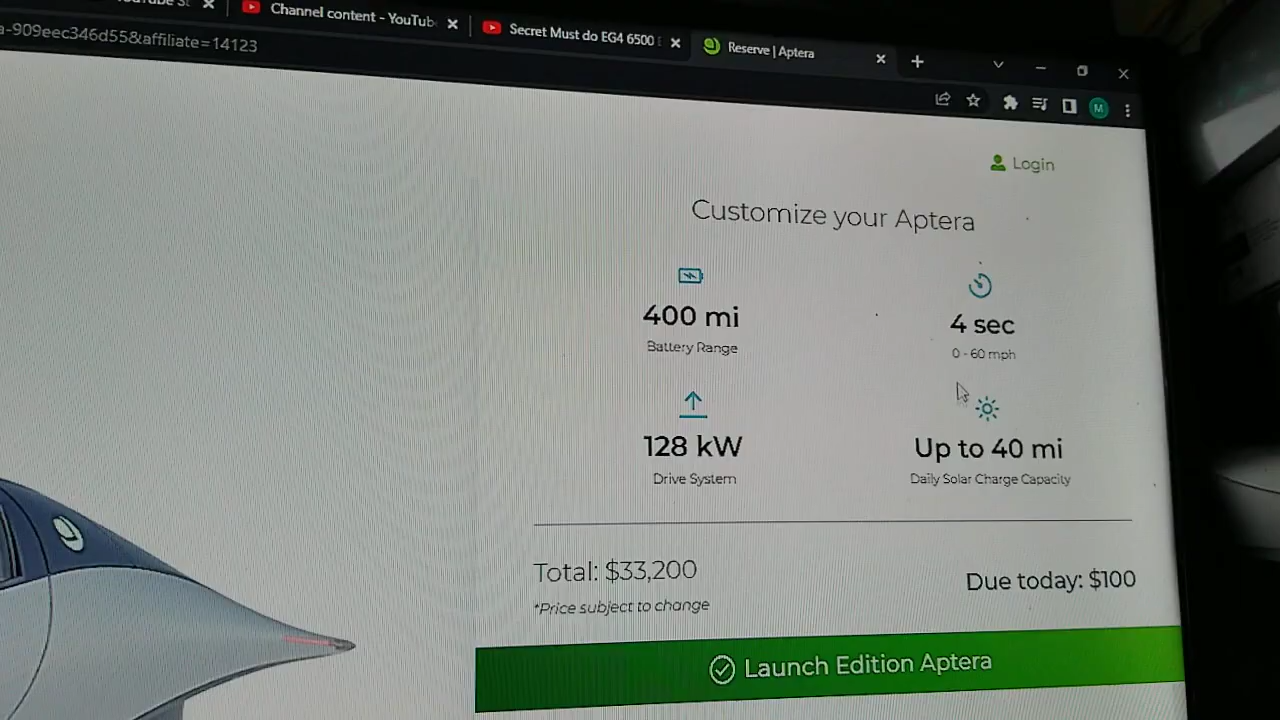 Channel content - YouTub
Secret Must do EG4 6500
Reserve | Aptera
a-909eec346d55&affiliate=14123
M
Login
Customize your Aptera
400 mi
Battery Range
4 sec
0 - 60 mph
128 kW
Drive System
Up to 40 mi
Daily Solar Charge Capacity
Total: $33,200
Due today: $100
*Price subject to change
Launch Edition Aptera